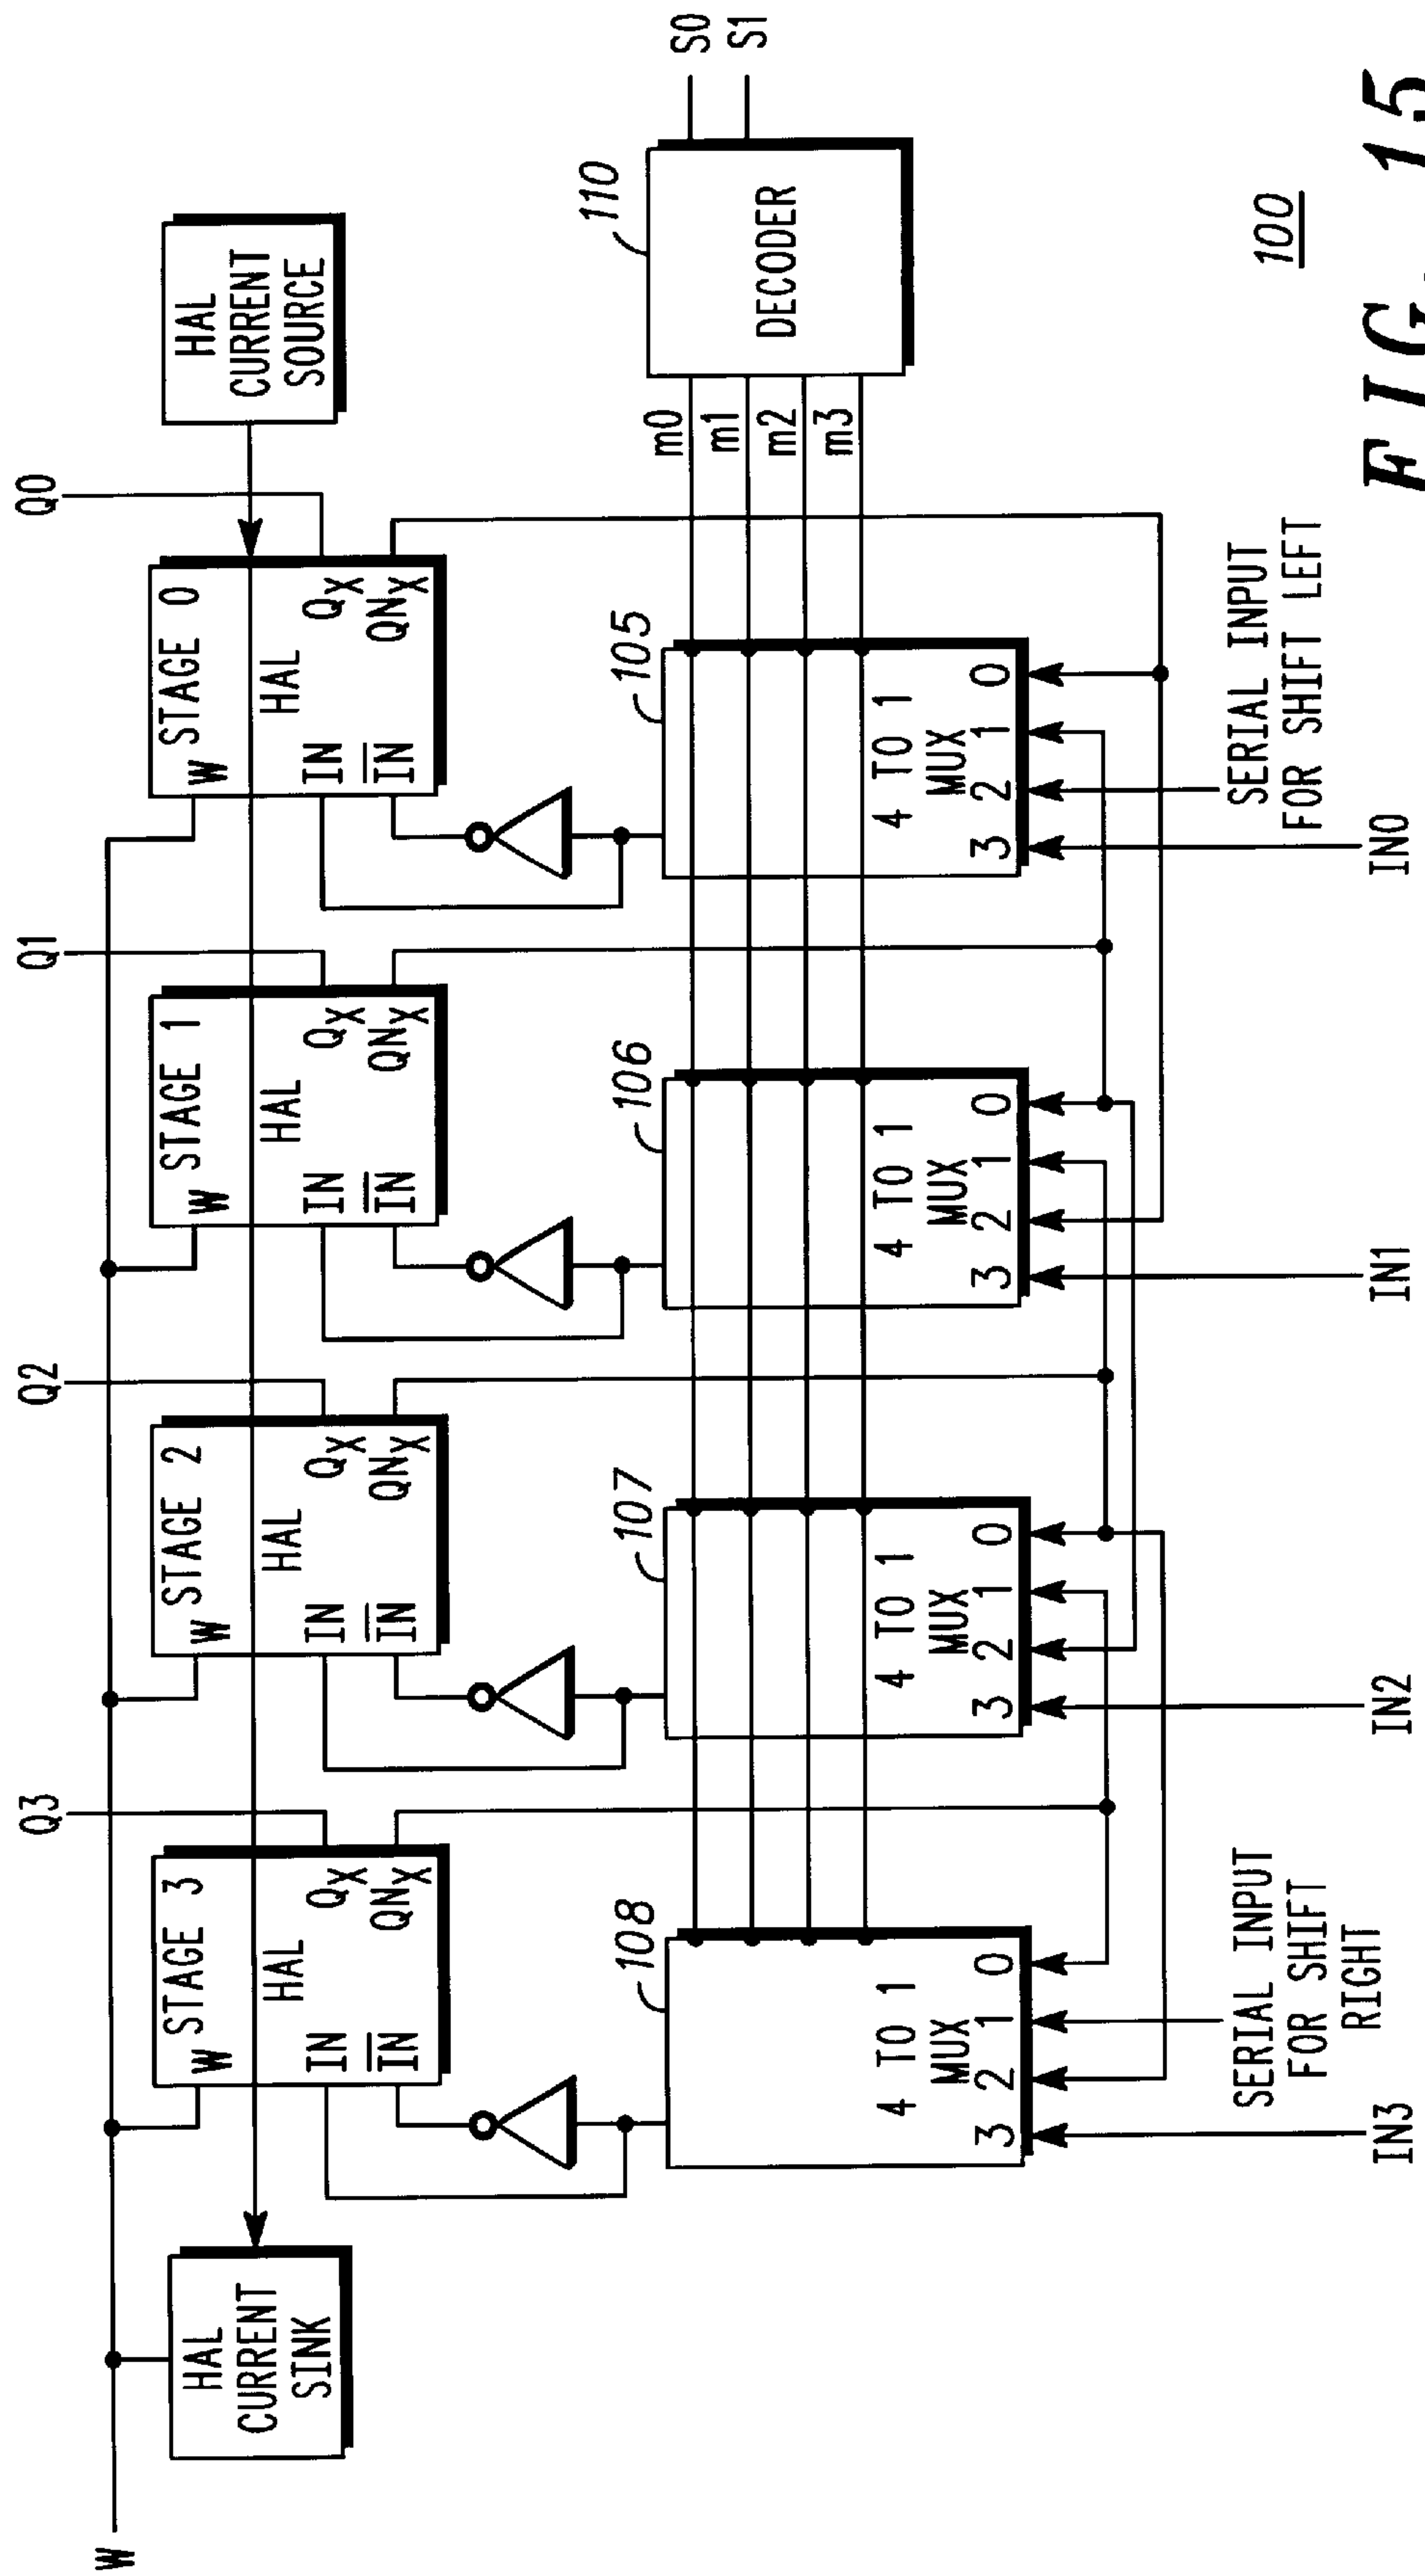 W
Q3
Q2
Q1
Q0
HAL
CURRENT
SINK
STAGE 3
W
HAL
IN
IN
QX
QNX
STAGE 2
W
HAL
IN
IN
QX
QNX
STAGE 1
W
HAL
IN
IN
QX
QNX
STAGE 0
W
HAL
IN
IN
QX
QNX
HAL
CURRENT
SOURCE
108
4 TO 1
MUX
3 2 1 0
107
4 TO 1
MUX
3 2 1 0
106
4 TO 1
MUX
3 2 1 0
105
4 TO 1
MUX
3 2 1 0
m0
m1
m2
m3
110
DECODER
S0
S1
IN3
SERIAL INPUT
FOR SHIFT
RIGHT
IN2
IN1
IN0
SERIAL INPUT
FOR SHIFT LEFT
100
FIG. 15